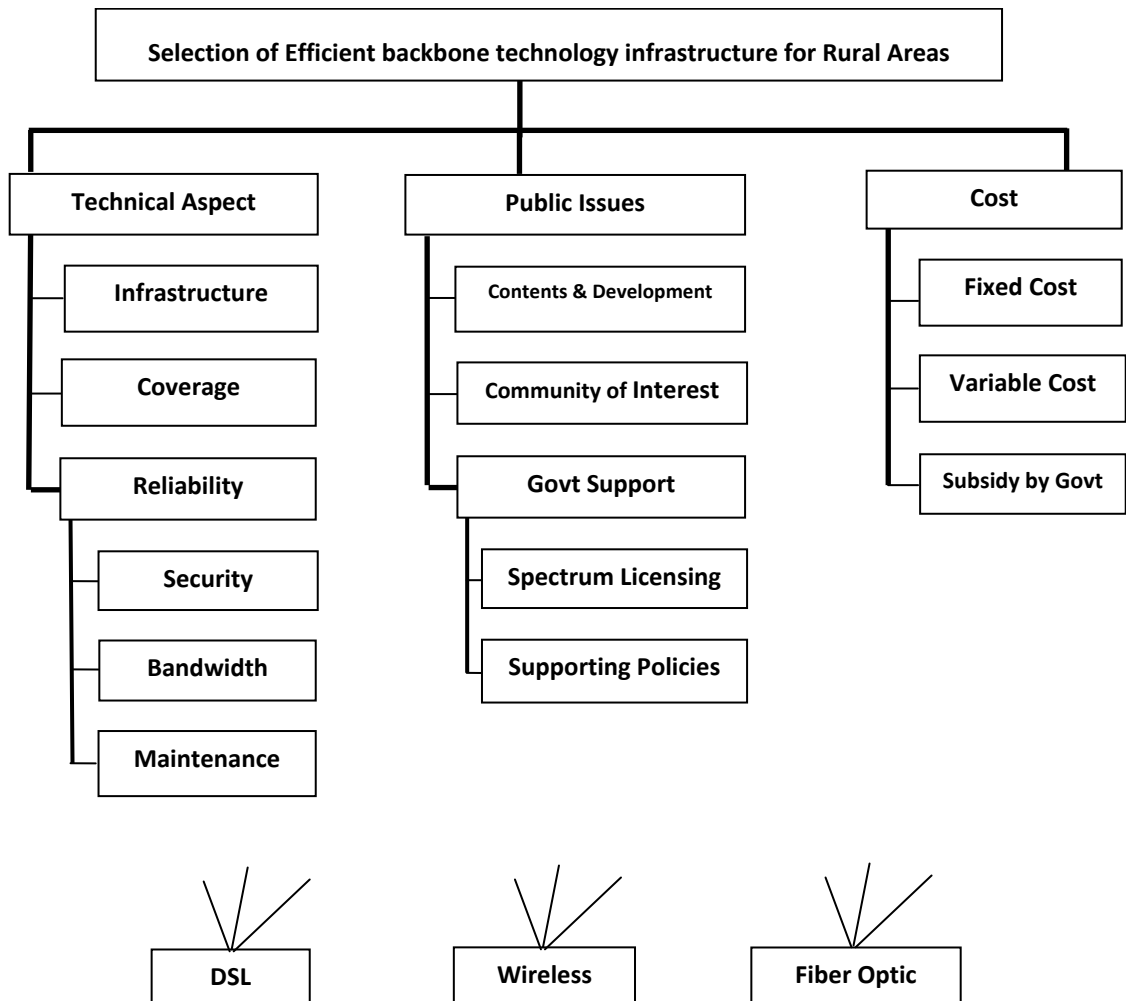 Selection of Efficient backbone technology infrastructure for Rural Areas
Technical Aspect
Infrastructure
Coverage
Reliability
Security
Bandwidth
Maintenance
Public Issues
Contents & Development
Community of Interest
Govt Support
Spectrum Licensing
Supporting Policies
Cost
Fixed Cost
Variable Cost
Subsidy by Govt
DSL
Wireless
Fiber Optic